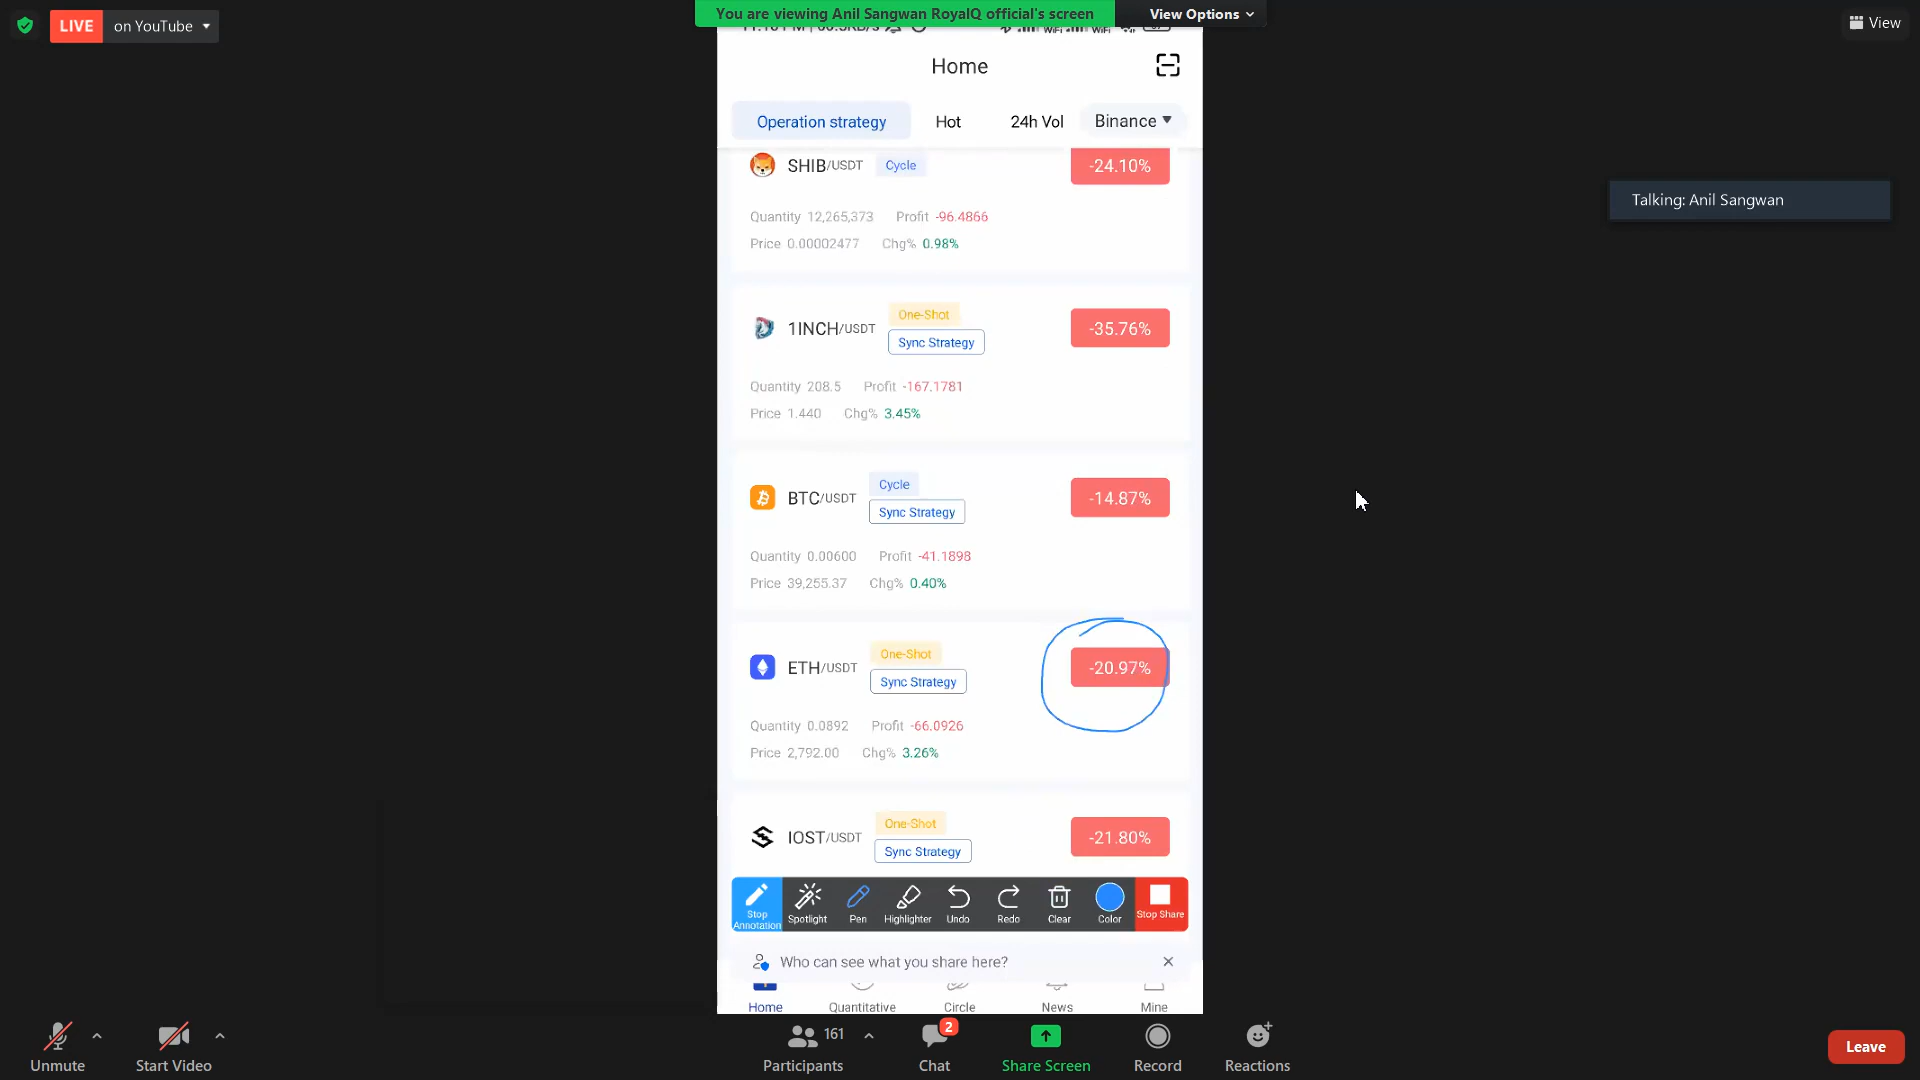 LIVE on YouTube
You are viewing Anil Sangwan RoyalQ official's screen View Options
View
Home
Operation strategy Hot 24h Vol Binance
SHIB/USDT Cycle -24.10%
Quantity 12,265,373 Profit -96.4866
Price 0.00002477 Chg% 0.98%
Talking: Anil Sangwan
1INCH/USDT One-Shot -35.76%
Sync Strategy
Quantity 208.5 Profit -167.1781
Price 1.440 Chg% 3.45%
BTC/USDT Cycle -14.87%
Sync Strategy
Quantity 0.00600 Profit -41.1898
Price 39,255.37 Chg% 0.40%
ETH/USDT One-Shot -20.97%
Sync Strategy
Quantity 0.0892 Profit -66.0926
Price 2,792.00 Chg% 3.26%
IOST/USDT One-Shot -21.80%
Sync Strategy
Stop Annotation Spotlight Pen Highlighter Undo Redo Clear Color Stop Share
Who can see what you share here?
Home Quantitative Circle News Mine
161 2
Unmute Start Video Participants Chat Share Screen Record Reactions Leave